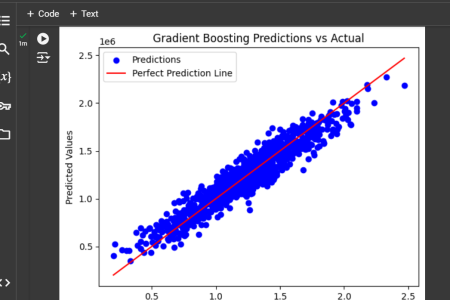 + Code + Text
1m
{x}
Gradient Boosting Predictions vs Actual
1e6
Predictions
Perfect Prediction Line
Predicted Values
2.5
2.0
1.5
1.0
0.5
0.5 1.0 1.5 2.0 2.5